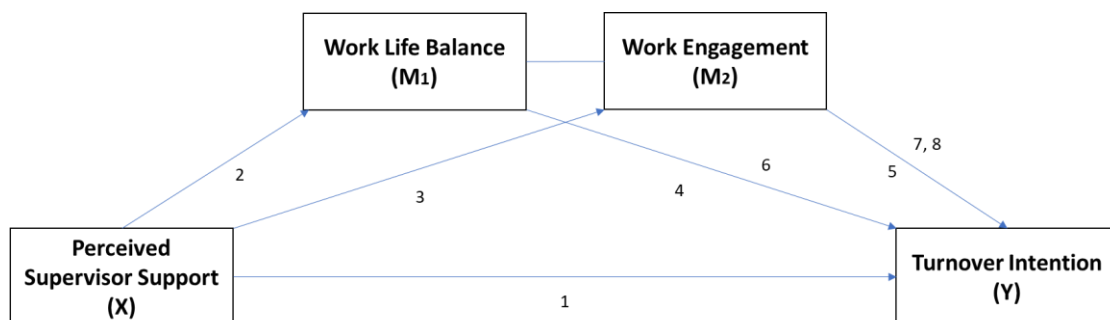 Work Life Balance
(M1)
Work Engagement
(M2)
7, 8
6
5
2
3
4
Perceived
Supervisor Support
(X)
Turnover Intention
(Y)
1